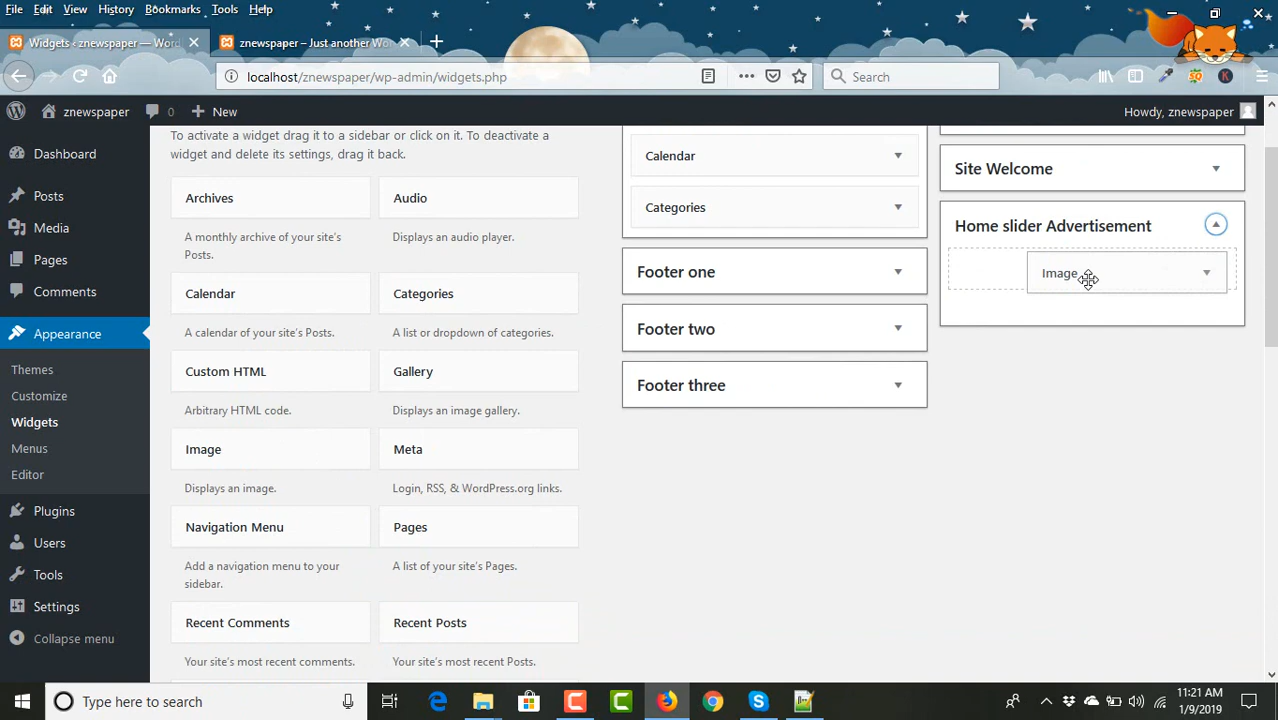 File Edit View History Bookmarks Tools Help
Widgets ‹ znewspaper — Word
znewspaper – Just another Wo
localhost/znewspaper/wp-admin/widgets.php
Search
znewspaper 0 New Howdy, znewspaper
Dashboard
Posts
Media
Pages
Comments
Appearance
Themes
Customize
Widgets
Menus
Editor
Plugins
Users
Tools
Settings
Collapse menu
To activate a widget drag it to a sidebar or click on it. To deactivate a
widget and delete its settings, drag it back.
Archives
A monthly archive of your site's
Posts.
Audio
Displays an audio player.
Calendar
A calendar of your site's Posts.
Categories
A list or dropdown of categories.
Custom HTML
Arbitrary HTML code.
Gallery
Displays an image gallery.
Image
Displays an image.
Meta
Login, RSS, & WordPress.org links.
Navigation Menu
Add a navigation menu to your
sidebar.
Pages
A list of your site's Pages.
Recent Comments
Your site's most recent comments.
Recent Posts
Your site's most recent Posts.
Calendar
Categories
Footer one
Footer two
Footer three
Site Welcome
Home slider Advertisement
Image
Type here to search
11:21 AM
1/9/2019